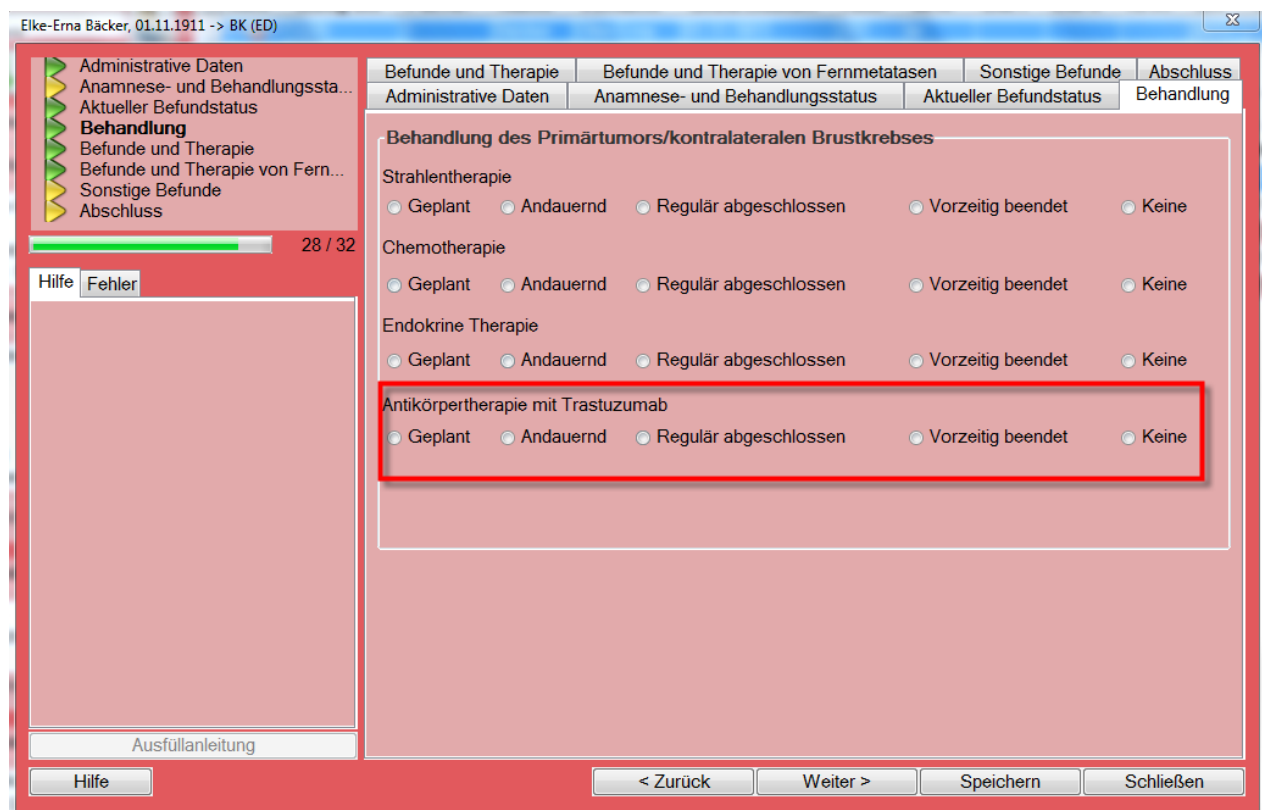 Elke-Erna Bäcker, 01.11.1911 -> BK (ED)
Administrative Daten
Anamnese- und Behandlungssta...
Aktueller Befundstatus
Behandlung
Befunde und Therapie
Befunde und Therapie von Fern...
Sonstige Befunde
Abschluss
28 / 32
Hilfe Fehler
Ausfüllanleitung
Befunde und Therapie Befunde und Therapie von Fernmetatasen Sonstige Befunde Abschluss
Administrative Daten Anamnese- und Behandlungsstatus Aktueller Befundstatus Behandlung
Behandlung des Primärtumors/kontralateralen Brustkrebses
Strahlentherapie
Geplant Andauernd Regulär abgeschlossen Vorzeitig beendet Keine
Chemotherapie
Geplant Andauernd Regulär abgeschlossen Vorzeitig beendet Keine
Endokrine Therapie
Geplant Andauernd Regulär abgeschlossen Vorzeitig beendet Keine
Antikörpertherapie mit Trastuzumab
Geplant Andauernd Regulär abgeschlossen Vorzeitig beendet Keine
Hilfe < Zurück Weiter > Speichern Schließen